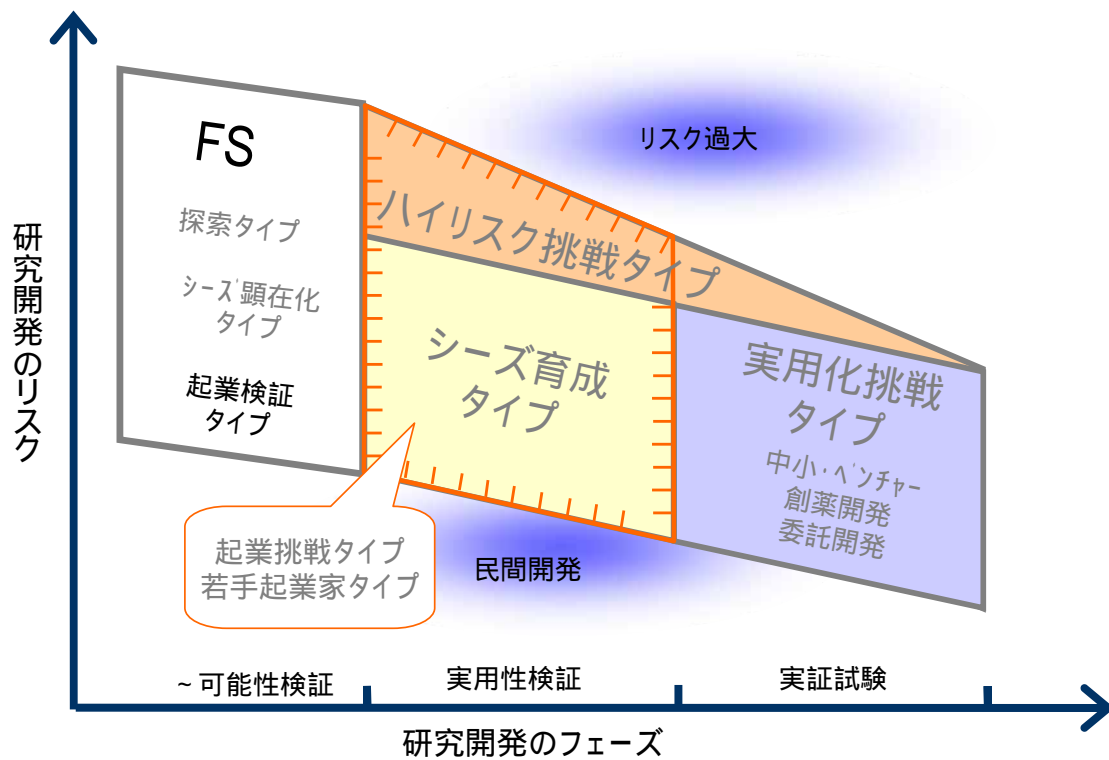 研究開発のリスク
FS
探索タイプ
シーズ顕在化
タイプ
起業検証
タイプ
リスク過大
ハイリスク挑戦タイプ
シーズ育成
タイプ
実用化挑戦
タイプ
中小・ベンチャー
創薬開発
委託開発
起業挑戦タイプ
若手起業家タイプ
民間開発
~可能性検証
実用性検証
実証試験
研究開発のフェーズ